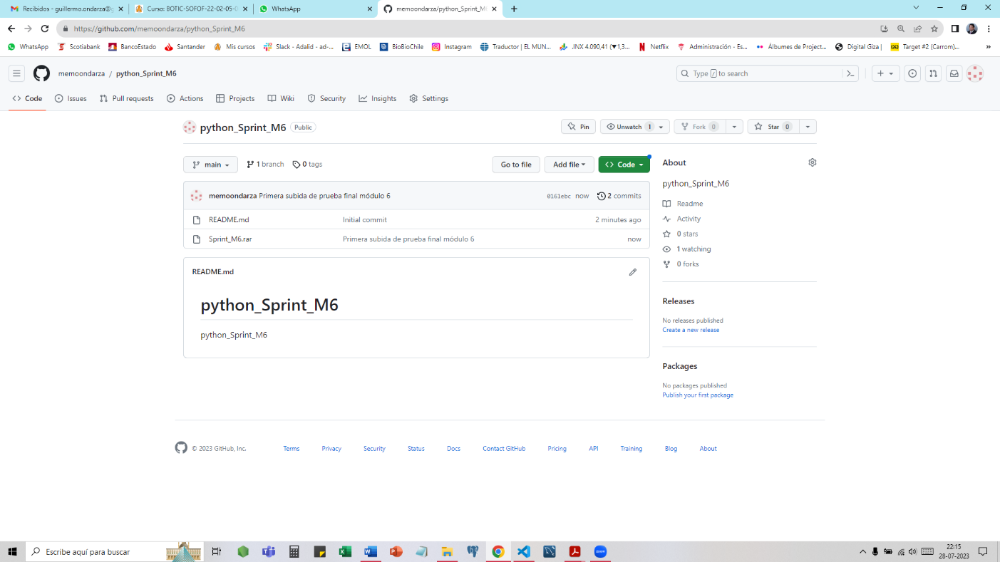 Recibidos - guillermo.ondarza@g
Curso: BOTIC-SOFOF-22-02-05-0
WhatsApp
memoondarza/python_Sprint_M6
https://github.com/memoondarza/python_Sprint_M6
WhatsApp Scotiabank BancoEstado Santander Mis cursos Slack - Adalid - ad-... EMOL BioBioChile Instagram Traductor | EL MUN... .INX 4.090,41 (▼1,3... Netflix Administración - Es... Álbumes de Project... Digital Giza | Target #2 (Carrom)... »
memoondarza / python_Sprint_M6
Type / to search
Code Issues Pull requests Actions Projects Wiki Security Insights Settings
python_Sprint_M6 Public
Pin Unwatch 1 Fork 0 Star 0
main 1 branch 0 tags
Go to file Add file Code
memoondarza Primera subida de prueba final módulo 6 0161ebc now 2 commits
README.md Initial commit 2 minutes ago
Sprint_M6.rar Primera subida de prueba final módulo 6 now
README.md
python_Sprint_M6
python_Sprint_M6
About
python_Sprint_M6
Readme
Activity
0 stars
1 watching
0 forks
Releases
No releases published
Create a new release
Packages
No packages published
Publish your first package
© 2023 GitHub, Inc. Terms Privacy Security Status Docs Contact GitHub Pricing API Training Blog About
Escribe aquí para buscar
zoom
22:15
28-07-2023